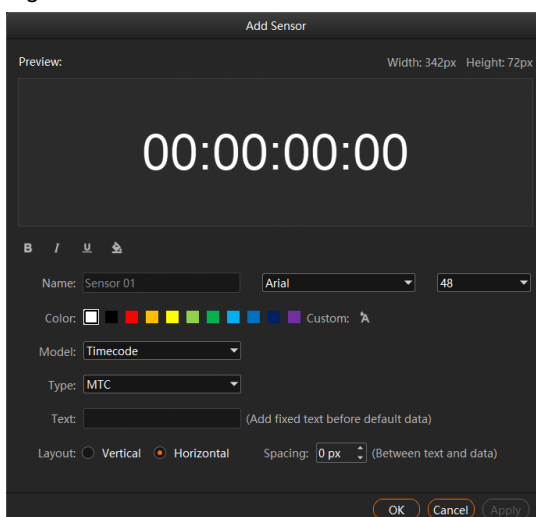 Add Sensor
Preview: Width: 342px Height: 72px
00:00:00:00
B I U
Name: Sensor 01 Arial 48
Color: Custom: A
Model: Timecode
Type: MTC
Text: (Add fixed text before default data)
Layout: Vertical Horizontal Spacing: 0 px (Between text and data)
OK Cancel Apply